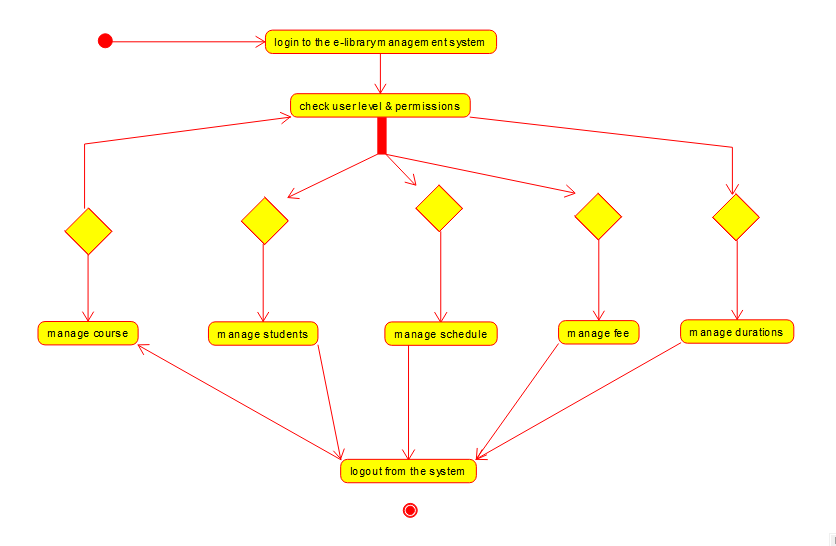 login to the e-library management system
check user level & permissions
manage course
manage students
manage schedule
manage fee
manage durations
logout from the system